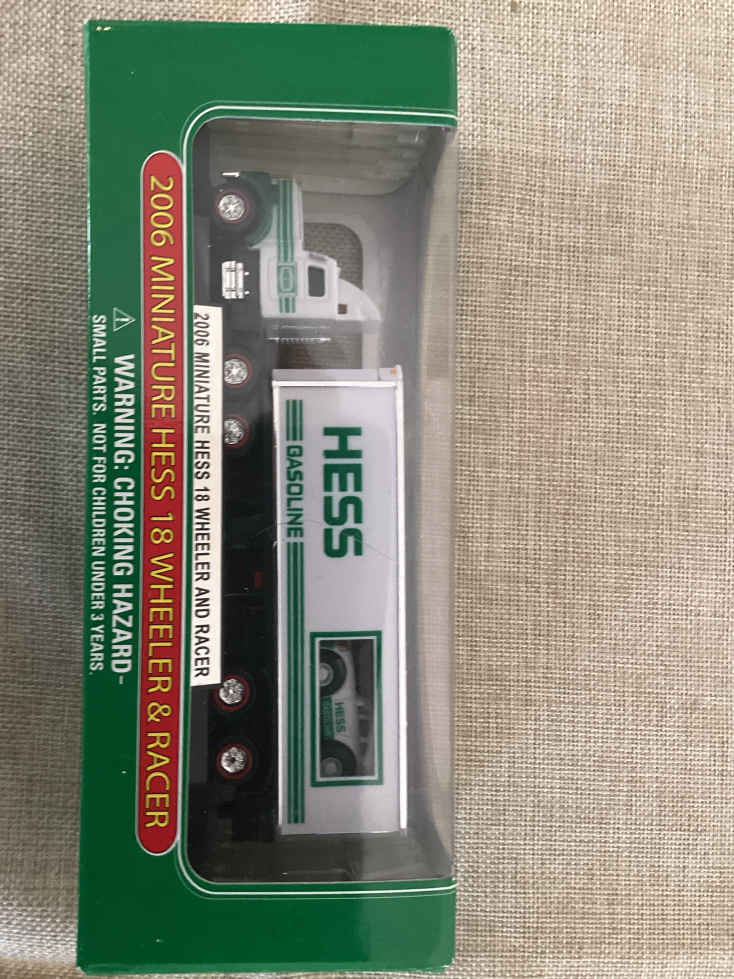 HESS
GASOLINE
HESS
GASOLINE
2006 MINIATURE HESS 18 WHEELER AND RACER
2006 MINIATURE HESS 18 WHEELER & RACER
WARNING: CHOKING HAZARD-
SMALL PARTS. NOT FOR CHILDREN UNDER 3 YEARS.